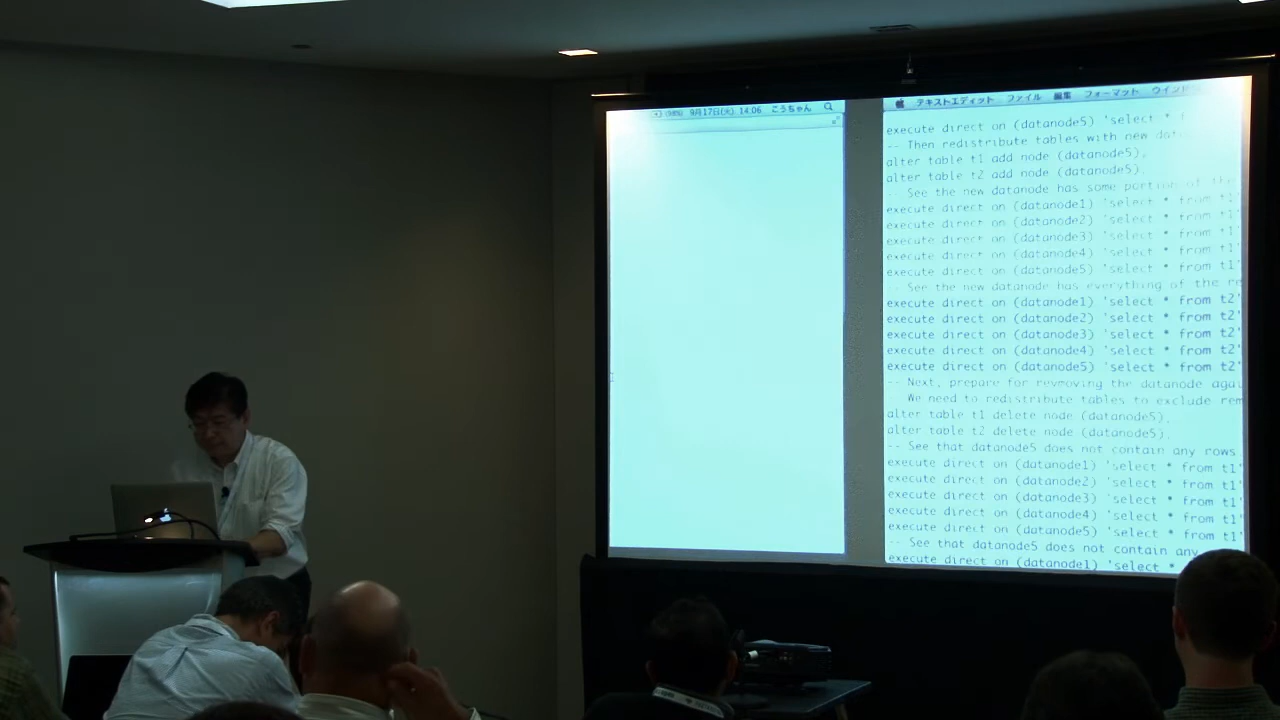 9月17日(火) 14:06 こうちゃん
テキストエディット ファイル 編集 フォーマット ウインド
execute direct on (datanode5) 'select *
-- Then redistribute tables with new dat
alter table t1 add node (datanode5),
alter table t2 add node (datanode5),
-- See the new datanode has some portion of the
execute direct on (datanode1) 'select * from t1'
execute direct on (datanode2) 'select * from t1'
execute direct on (datanode3) 'select * from t1'
execute direct on (datanode4) 'select * from t1'
execute direct on (datanode5) 'select * from t1'
-- See the new datanode has everything of the re
execute direct on (datanode1) 'select * from t2'
execute direct on (datanode2) 'select * from t2'
execute direct on (datanode3) 'select * from t2'
execute direct on (datanode4) 'select * from t2'
execute direct on (datanode5) 'select * from t2'
-- Next, prepare for revmoving the datanode agai
We need to redistribute tables to exclude rem
alter table t1 delete node (datanode5),
alter table t2 delete node (datanode5),
-- See that datanode5 does not contain any rows
execute direct on (datanode1) 'select * from t1'
execute direct on (datanode2) 'select * from t1'
execute direct on (datanode3) 'select * from t1'
execute direct on (datanode4) 'select * from t1'
execute direct on (datanode5) 'select * from t1'
-- See that datanode5 does not contain any
execute direct on (datanode1) 'select *